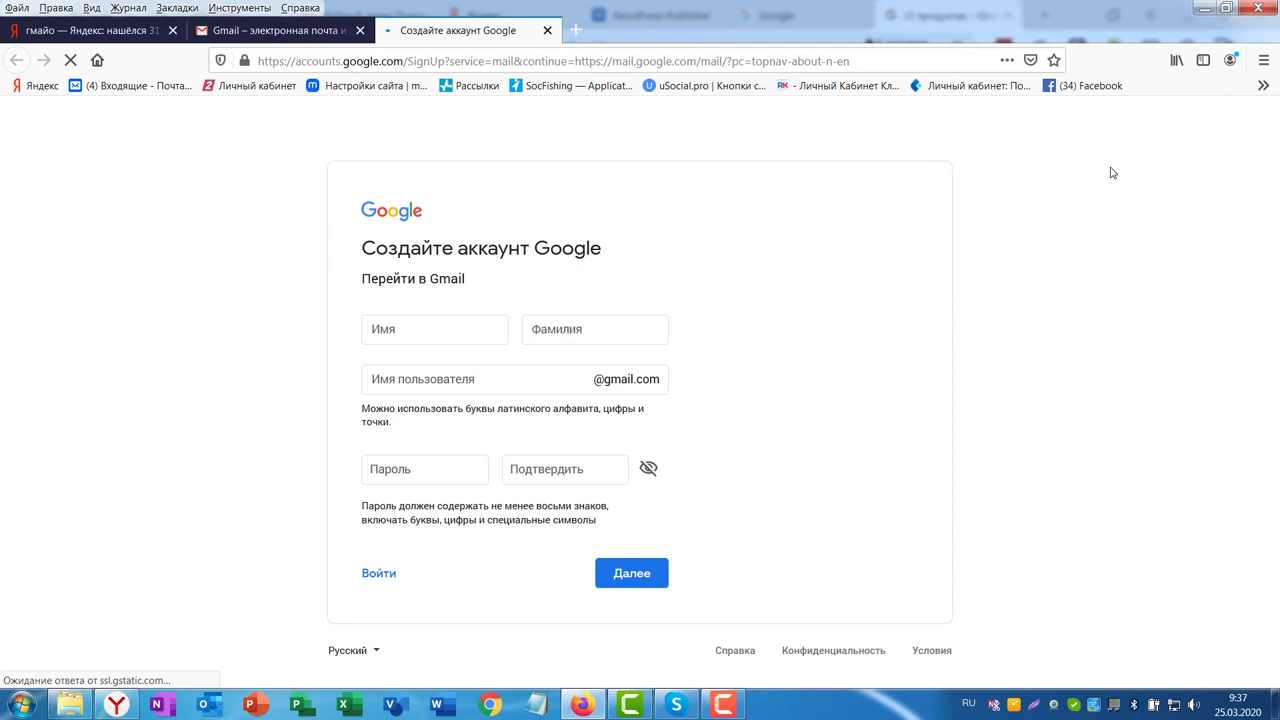 Файл Правка Вид Журнал Закладки Инструменты Справка
гмайо — Яндекс: нашёлся 31 Gmail – электронная почта и Создайте аккаунт Google
https://accounts.google.com/SignUp?service=mail&continue=https://mail.google.com/mail/?pc=topnav-about-n-en
Яндекс (4) Входящие - Почта... Личный кабинет Настройки сайта | m... Рассылки SocFishing — Applicat... uSocial.pro | Кнопки с... - Личный Кабинет Кл... Личный кабинет: По... (34) Facebook
Google
Создайте аккаунт Google
Перейти в Gmail
Имя Фамилия
Имя пользователя @gmail.com
Можно использовать буквы латинского алфавита, цифры и
точки.
Пароль Подтвердить
Пароль должен содержать не менее восьми знаков,
включать буквы, цифры и специальные символы
Войти Далее
Русский Справка Конфиденциальность Условия
Ожидание ответа от ssl.gstatic.com...
RU 9:37
25.03.2020